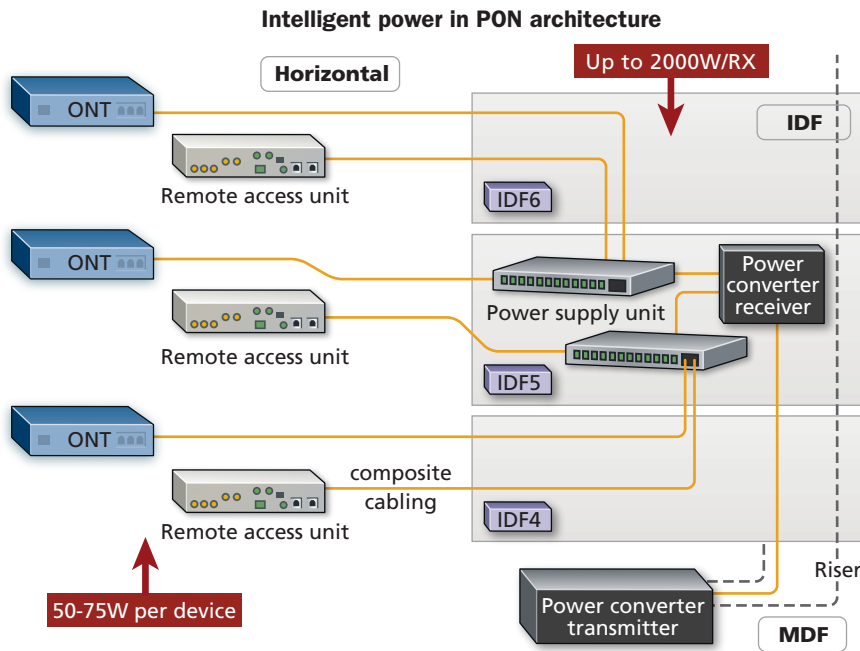 Intelligent power in PON architecture
Horizontal
Up to 2000W/RX
IDF
ONT
Remote access unit
IDF6
ONT
Power
converter
receiver
Power supply unit
Remote access unit
IDF5
ONT
composite
cabling
IDF4
Remote access unit
Riser
50-75W per device
Power converter
transmitter
MDF